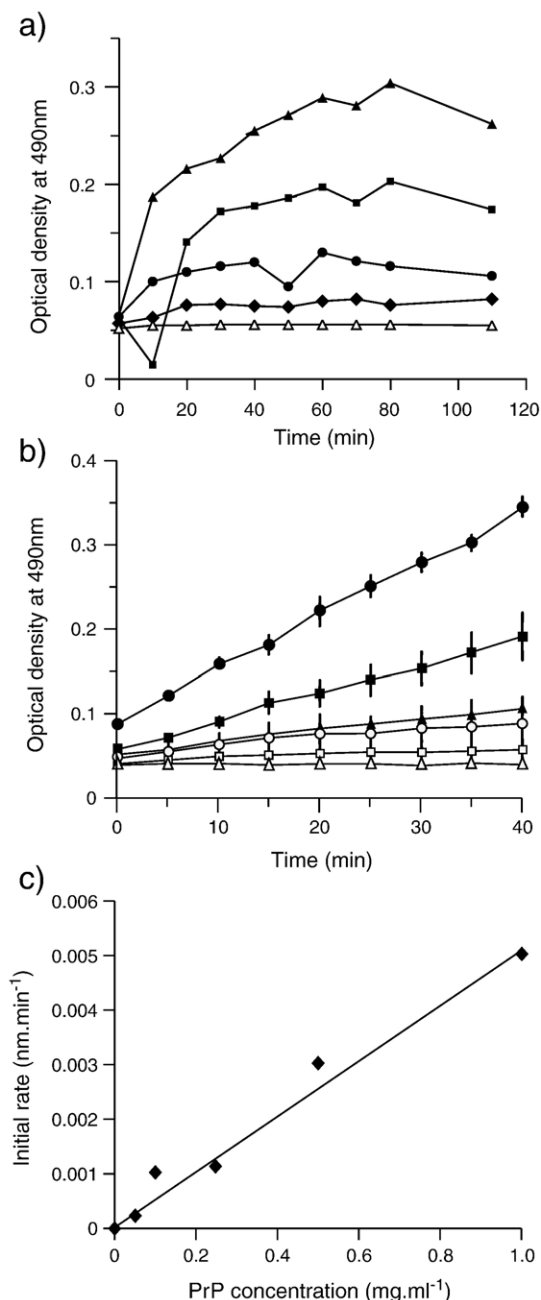 a)
0.3
0.2
0.1
0
Optical density at 490nm
0 20 40 60 80 100 120
Time (min)
b)
0.4
0.3
0.2
0.1
0
Optical density at 490nm
0 10 20 30 40
Time (min)
c)
0.006
0.005
0.004
0.003
0.002
0.001
0
Initial rate (nm.min⁻¹)
0 0.2 0.4 0.6 0.8 1.0
PrP concentration (mg.ml⁻¹)